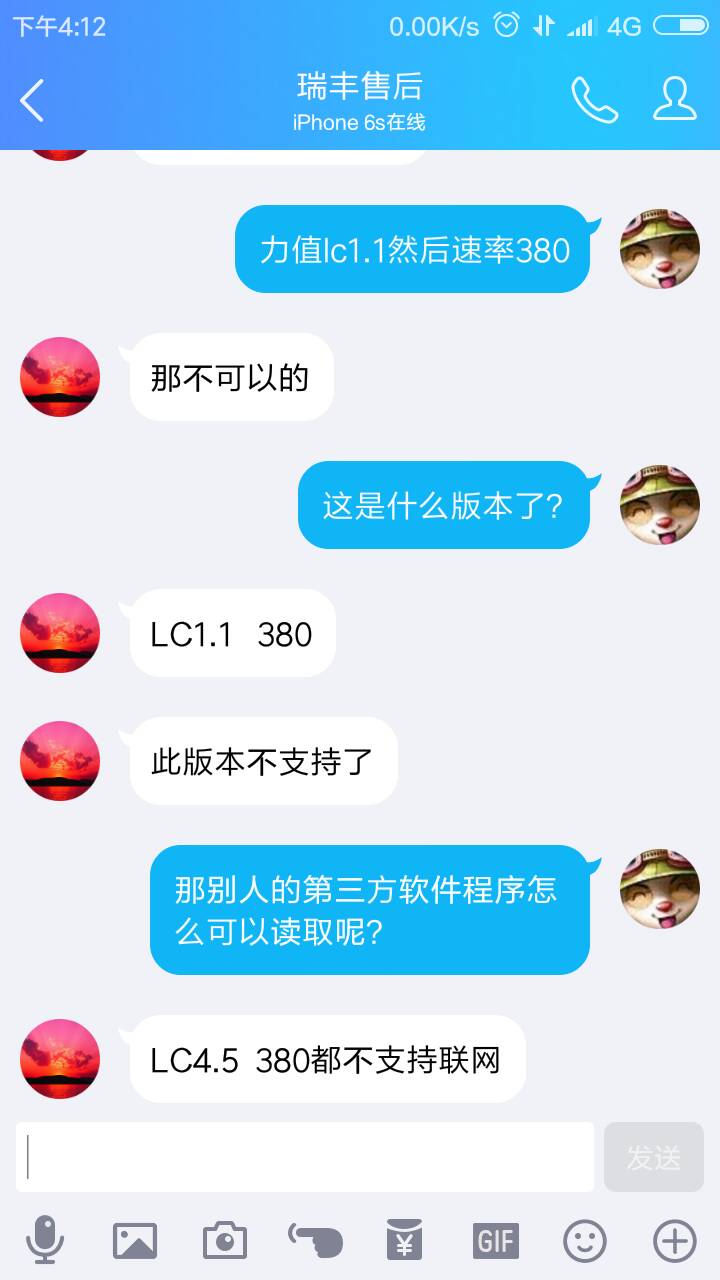 下午4:12
0.00K/s
4G
瑞丰售后
iPhone 6s在线
力值lc1.1然后速率380
那不可以的
这是什么版本了?
LC1.1 380
此版本不支持了
那别人的第三方软件程序怎
么可以读取呢?
LC4.5 380都不支持联网
发送
¥
GIF